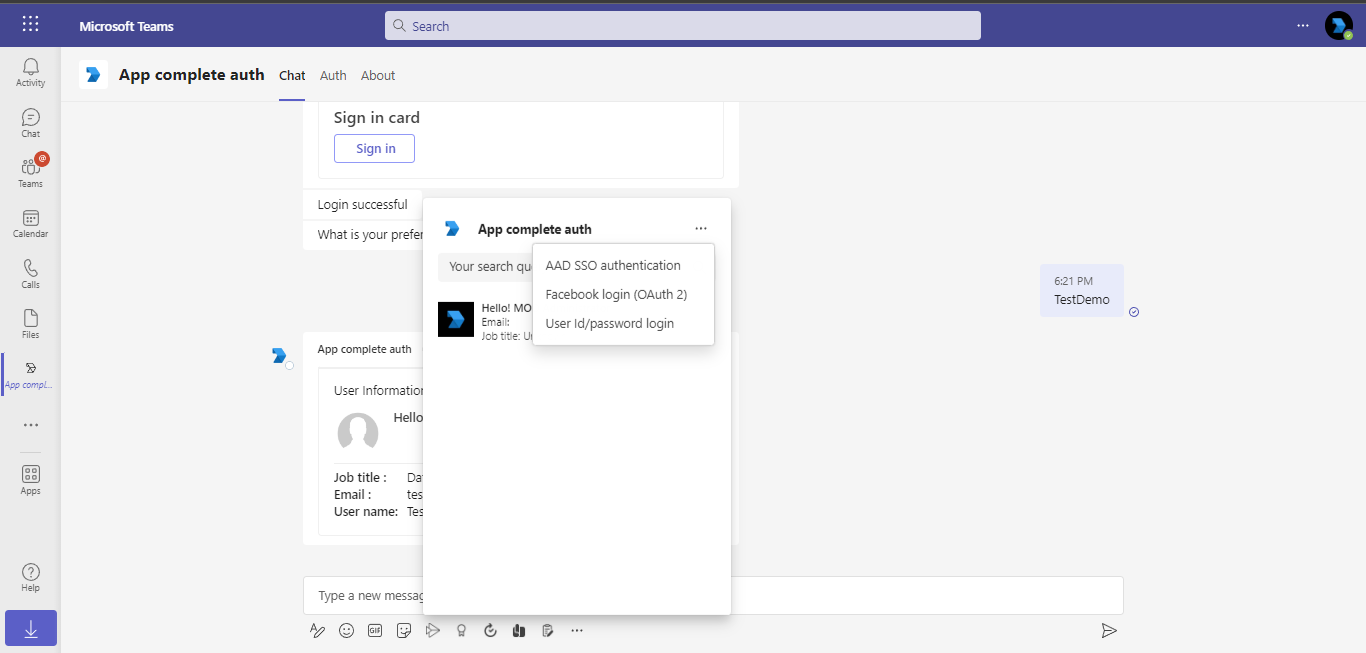 Microsoft Teams
Search
Activity
Chat
Teams
Calendar
Calls
Files
App compl...
Apps
Help
App complete auth
Chat
Auth
About
Sign in card
Sign in
Login successful
What is your prefer
6:21 PM
TestDemo
App complete auth
User Information
Hello
Job title :
Email :
User name:
App complete auth
Your search qu
Hello! MO
Email:
Job title:
AAD SSO authentication
Facebook login (OAuth 2)
User Id/password login
Type a new messag
GIF